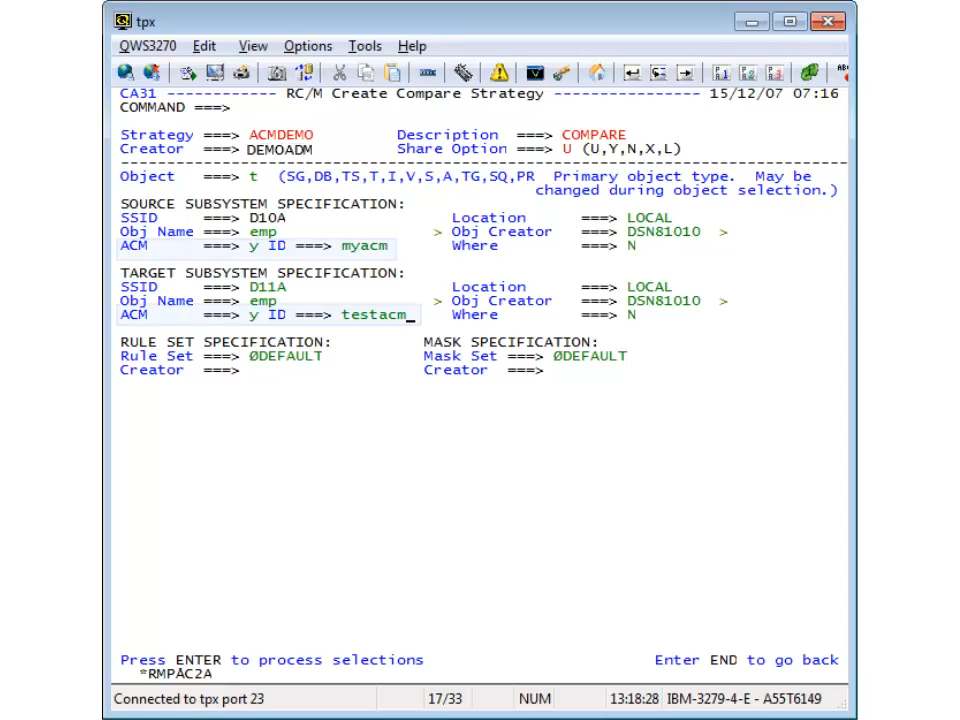 tpx
QWS3270 Edit View Options Tools Help
CA31 ------------ RC/M Create Compare Strategy ---------------- 15/12/07 07:16
COMMAND ===>
Strategy ===> ACMDEMO Description ===> COMPARE
Creator ===> DEMOADM Share Option ===> U (U,Y,N,X,L)
Object ===> t (SG,DB,TS,T,I,V,S,A,TG,SQ,PR Primary object type. May be
changed during object selection.)
SOURCE SUBSYSTEM SPECIFICATION:
SSID ===> D10A Location ===> LOCAL
Obj Name ===> emp > Obj Creator ===> DSN81010 >
ACM ===> y ID ===> myacm Where ===> N
TARGET SUBSYSTEM SPECIFICATION:
SSID ===> D11A Location ===> LOCAL
Obj Name ===> emp > Obj Creator ===> DSN81010 >
ACM ===> y ID ===> testacm_ Where ===> N
RULE SET SPECIFICATION: MASK SPECIFICATION:
Rule Set ===> ØDEFAULT Mask Set ===> ØDEFAULT
Creator ===> Creator ===>
Press ENTER to process selections Enter END to go back
*RMPAC2A
Connected to tpx port 23 17/33 NUM 13:18:28 IBM-3279-4-E - A55T6149